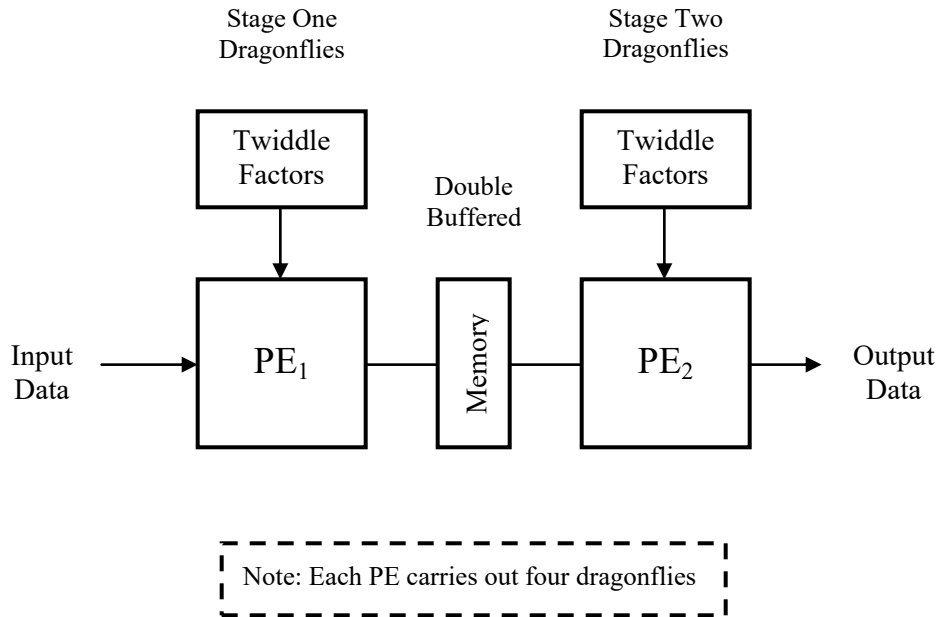 Stage One
Dragonflies
Stage Two
Dragonflies
Twiddle
Factors
Double
Buffered
Twiddle
Factors
Input
Data
PE₁
Memory
PE₂
Output
Data
Note: Each PE carries out four dragonflies